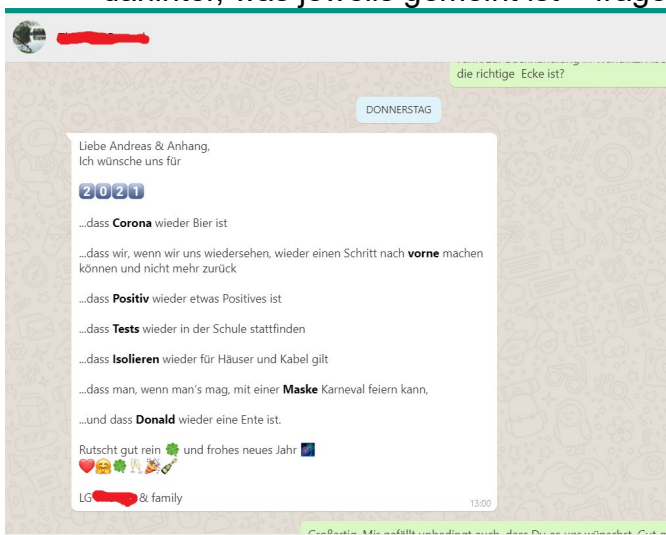 die richtige Ecke ist?
DONNERSTAG
Liebe Andreas & Anhang,
Ich wünsche uns für
2021
...dass Corona wieder Bier ist
...dass wir, wenn wir uns wiedersehen, wieder einen Schritt nach vorne machen
können und nicht mehr zurück
...dass Positiv wieder etwas Positives ist
...dass Tests wieder in der Schule stattfinden
...dass Isolieren wieder für Häuser und Kabel gilt
...dass man, wenn man's mag, mit einer Maske Karneval feiern kann,
...und dass Donald wieder eine Ente ist.
Rutscht gut rein 🍀 und frohes neues Jahr 🎆
❤️🤗🍀🥂🎉🍾
LG & family
13:00